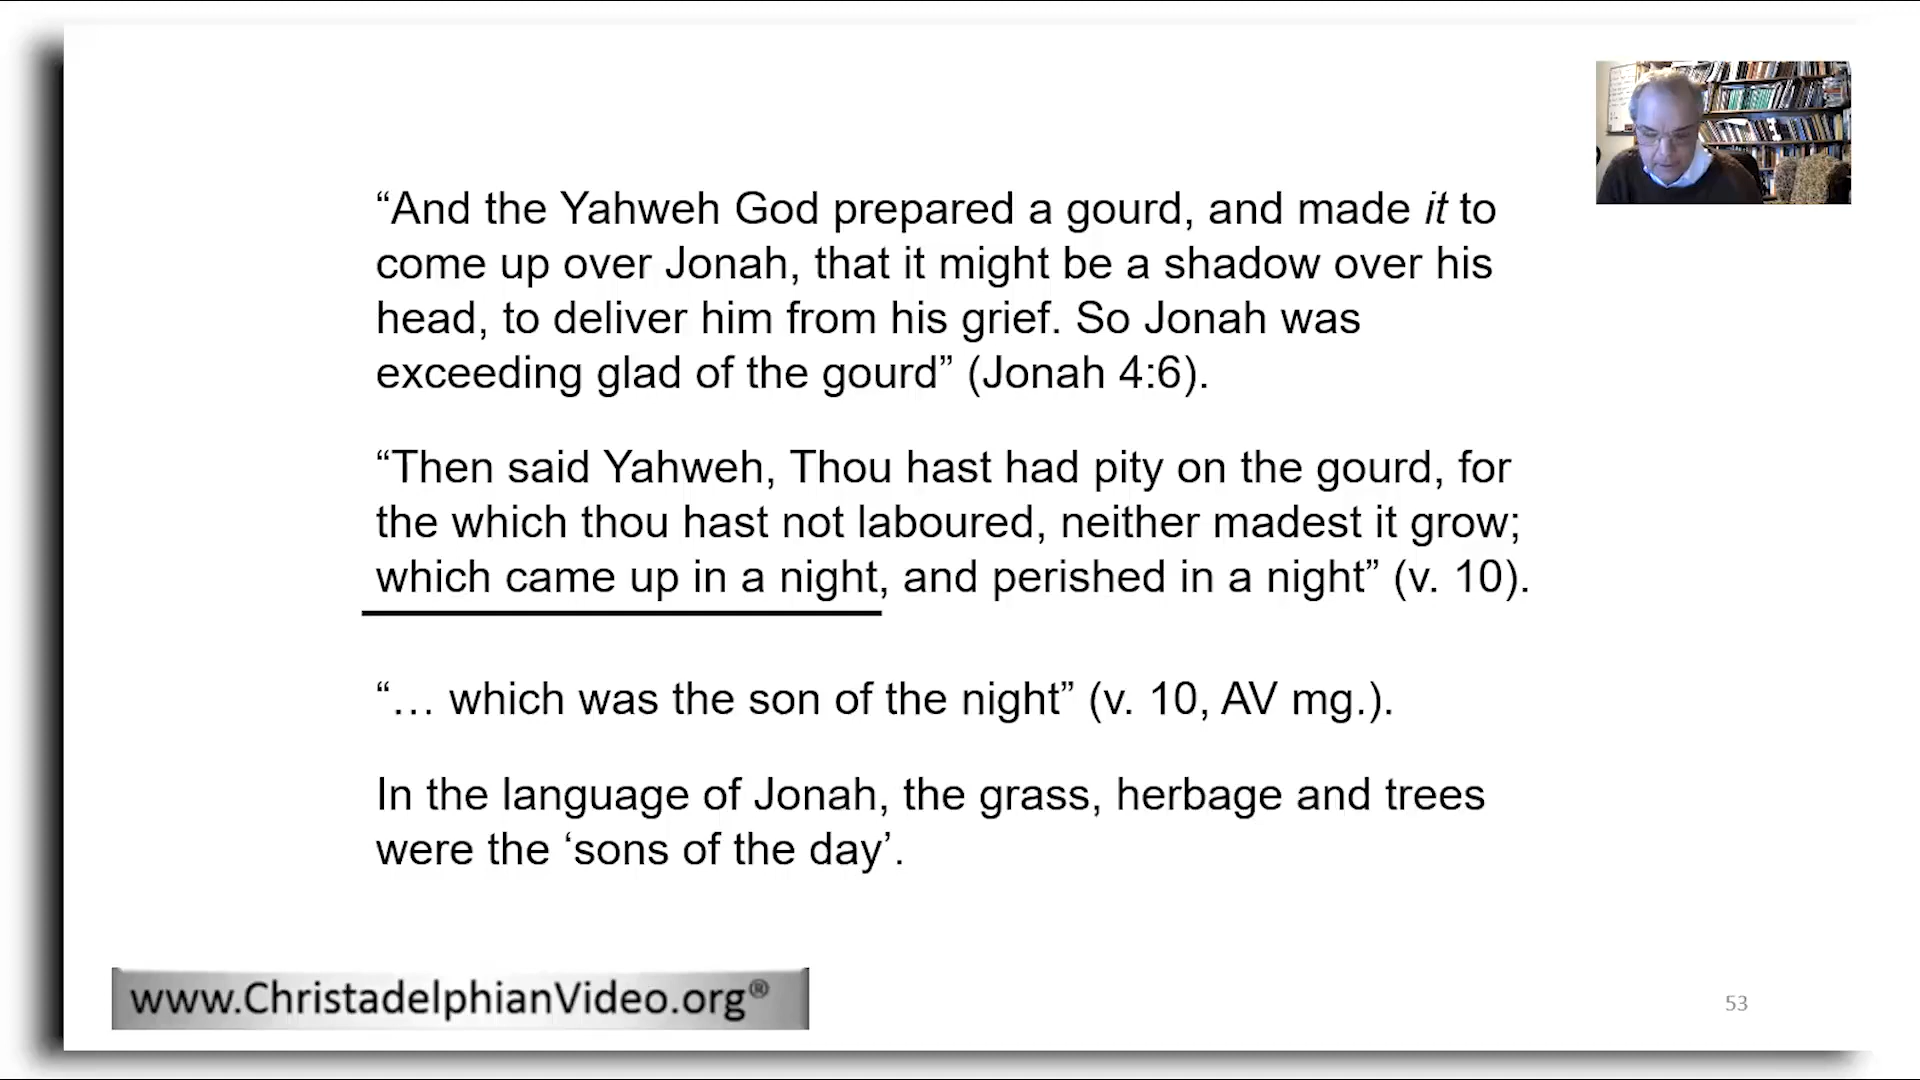 “And the Yahweh God prepared a gourd, and made it to
come up over Jonah, that it might be a shadow over his
head, to deliver him from his grief. So Jonah was
exceeding glad of the gourd” (Jonah 4:6).
“Then said Yahweh, Thou hast had pity on the gourd, for
the which thou hast not laboured, neither madest it grow;
which came up in a night, and perished in a night” (v. 10).
“… which was the son of the night” (v. 10, AV mg.).
In the language of Jonah, the grass, herbage and trees
were the ‘sons of the day’.
www.ChristadelphianVideo.org®
53